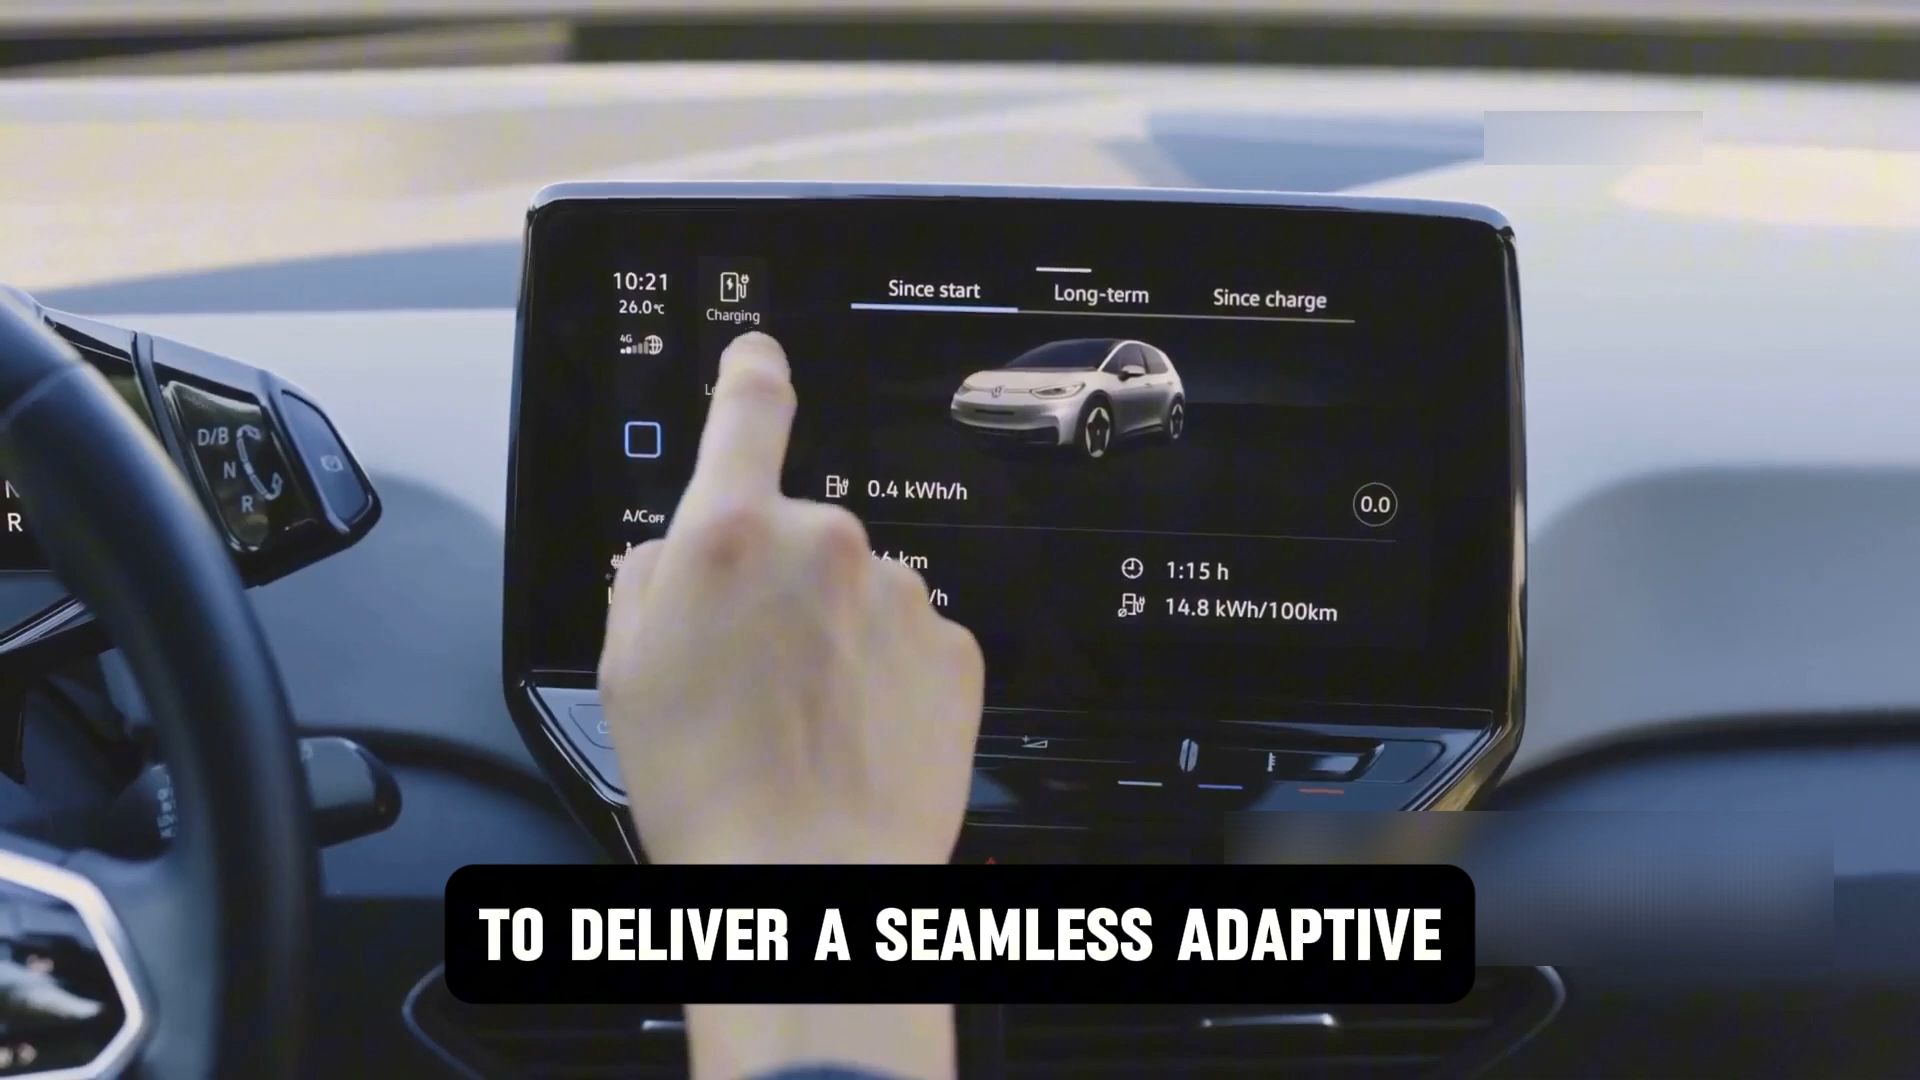 10:21
26.0°C
4G
Charging
Since start
Long-term
Since charge
D/B
N
R
R
A/C OFF
0.4 kWh/h
0.0
km
/h
1:15 h
14.8 kWh/100km
TO DELIVER A SEAMLESS ADAPTIVE